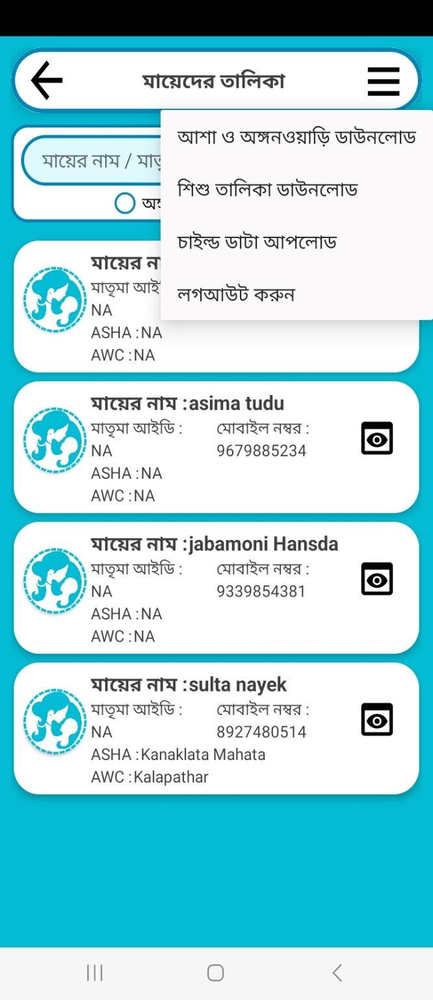 মায়েদের তালিকা
আশা ও অঙ্গনওয়াড়ি ডাউনলোড
শিশু তালিকা ডাউনলোড
চাইল্ড ডাটা আপলোড
লগআউট করুন
মায়ের নাম /
মায়ের
মাতৃমা
NA
ASHA :NA
AWC :NA
মায়ের নাম :asima tudu
মাতৃমা আইডি : মোবাইল নম্বর :
NA 9679885234
ASHA :NA
AWC :NA
মায়ের নাম :jabamoni Hansda
মাতৃমা আইডি : মোবাইল নম্বর :
NA 9339854381
ASHA :NA
AWC :NA
মায়ের নাম :sulta nayek
মাতৃমা আইডি : মোবাইল নম্বর :
NA 8927480514
ASHA :Kanaklata Mahata
AWC :Kalapathar